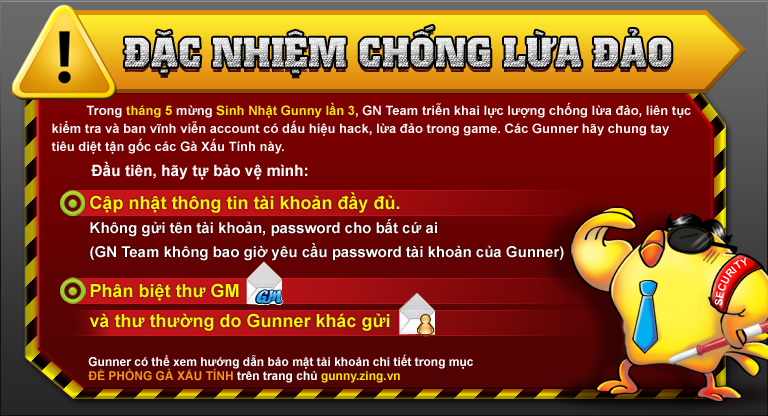 ĐẶC NHIỆM CHỐNG LỪA ĐẢO
Trong tháng 5 mừng Sinh Nhật Gunny lần 3, GN Team triển khai lực lượng chống lừa đảo, liên tục
kiểm tra và ban vĩnh viễn account có dấu hiệu hack, lừa đảo trong game. Các Gunner hãy chung tay
tiêu diệt tận gốc các Gà Xấu Tính này.
Đầu tiên, hãy tự bảo vệ mình:
Cập nhật thông tin tài khoản đầy đủ.
Không gửi tên tài khoản, password cho bất cứ ai
(GN Team không bao giờ yêu cầu password tài khoản của Gunner)
SECURITY
Phân biệt thư GM GM
và thư thường do Gunner khác gửi
Gunner có thể xem hướng dẫn bảo mật tài khoản chi tiết trong mục
ĐỀ PHÒNG GÀ XẤU TÍNH trên trang chủ gunny.zing.vn